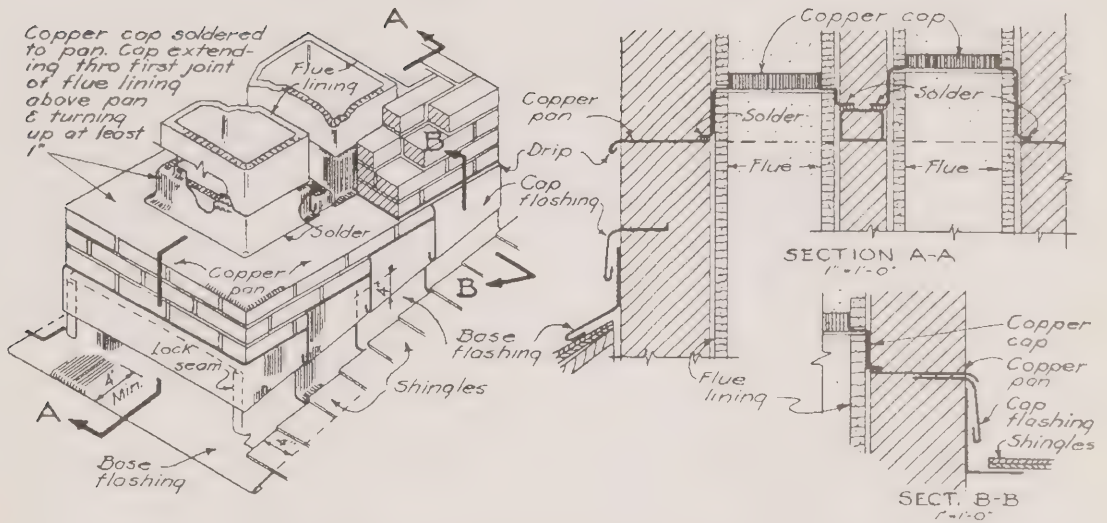 Copper cap soldered
to pan. Cap extend-
ing thro first joint
of flue lining
above pan
& turning
up at least
1"
Flue
lining
A
B
Drip
Cap
flashing
Solder
Copper
pan
4"
B
Base
flashing
Shingles
Lock
seam
4"
Min.
A
Base
flashing
4"
Copper cap
Copper
pan
Solder
Solder
Flue
Flue
SECTION A-A
1"=1'-0"
Flue
lining
Copper
cap
Copper
pan
Cap
flashing
Shingles
SECT. B-B
1"=1'-0"